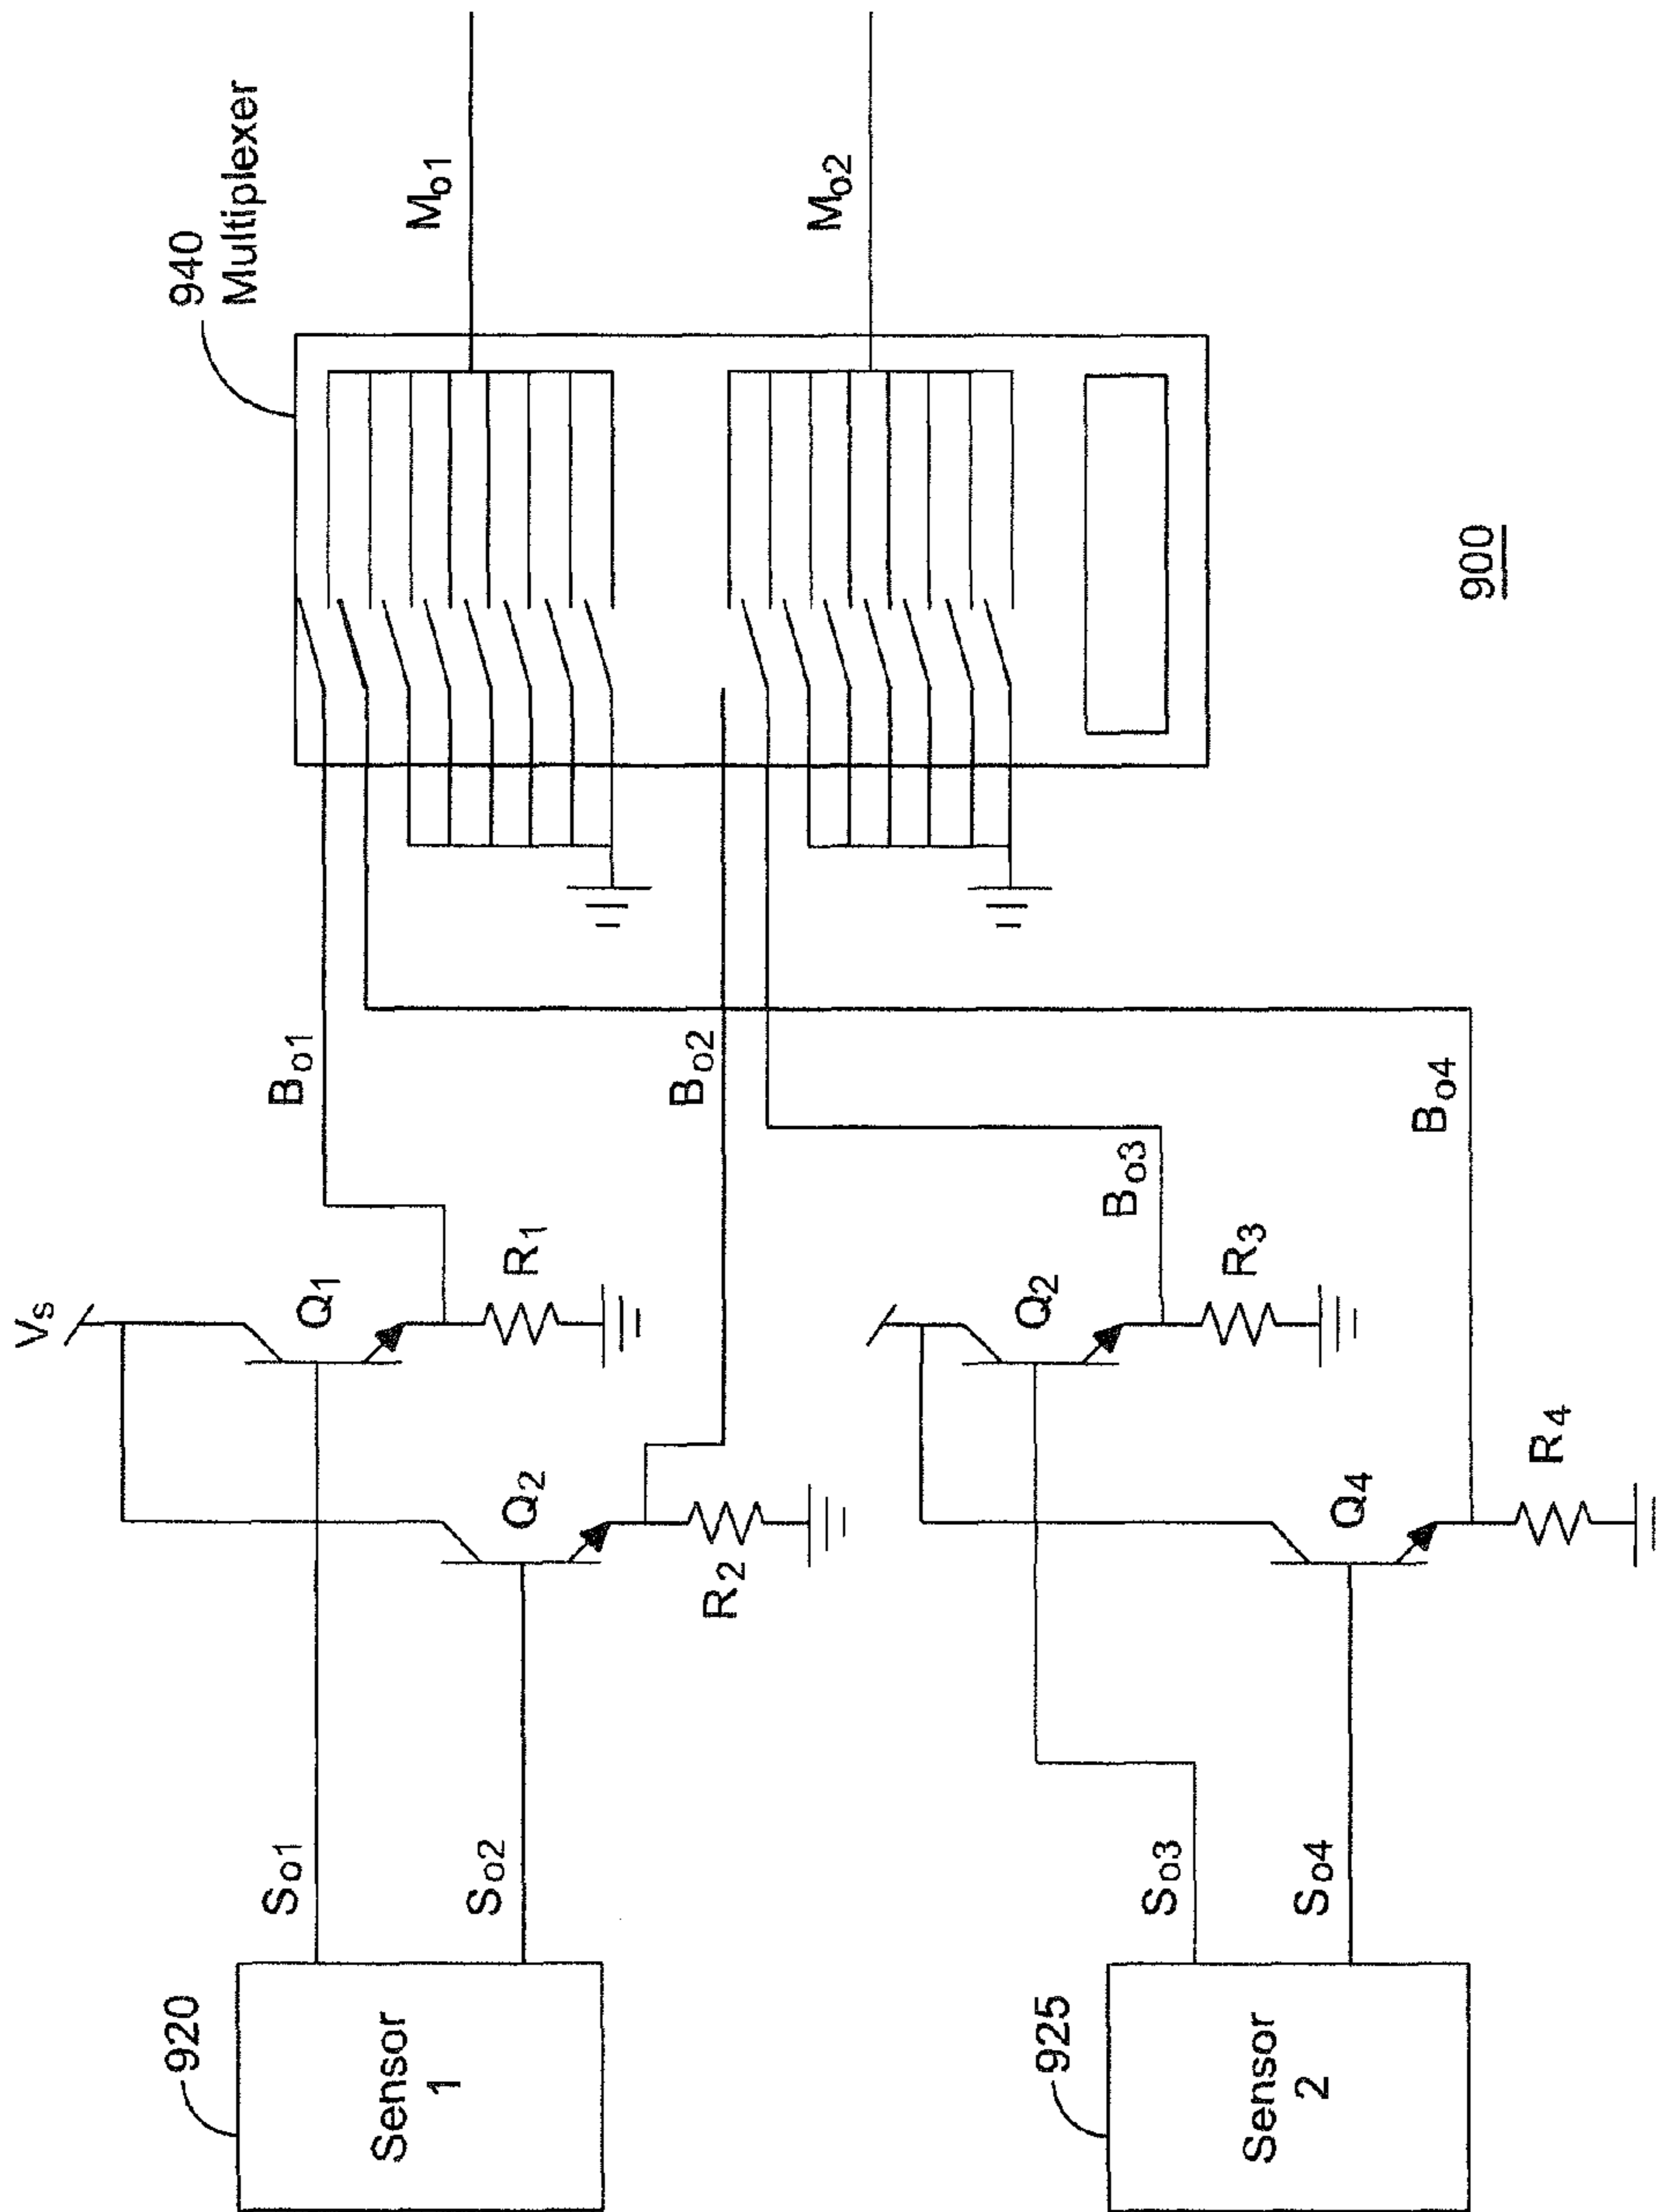 920
Sensor
1
So1
So2
Vs
Q1
R1
Q2
R2
Bo1
Bo2
940
Multiplexer
Mo1
Mo2
925
Sensor
2
So3
So4
Q2
R3
Q4
R4
Bo3
Bo4
900